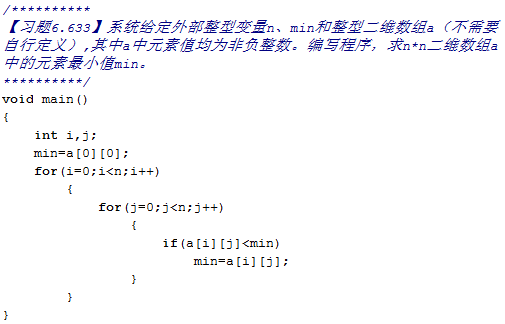 /**********
【习题6.633】系统给定外部整型变量n、min和整型二维数组a（不需要
自行定义）,其中a中元素值均为非负整数。编写程序，求n*n二维数组a
中的元素最小值min。
**********/
void main()
{
    int i,j;
    min=a[0][0];
    for(i=0;i<n;i++)
        {
            for(j=0;j<n;j++)
                {
                    if(a[i][j]<min)
                        min=a[i][j];
                }
        }
}